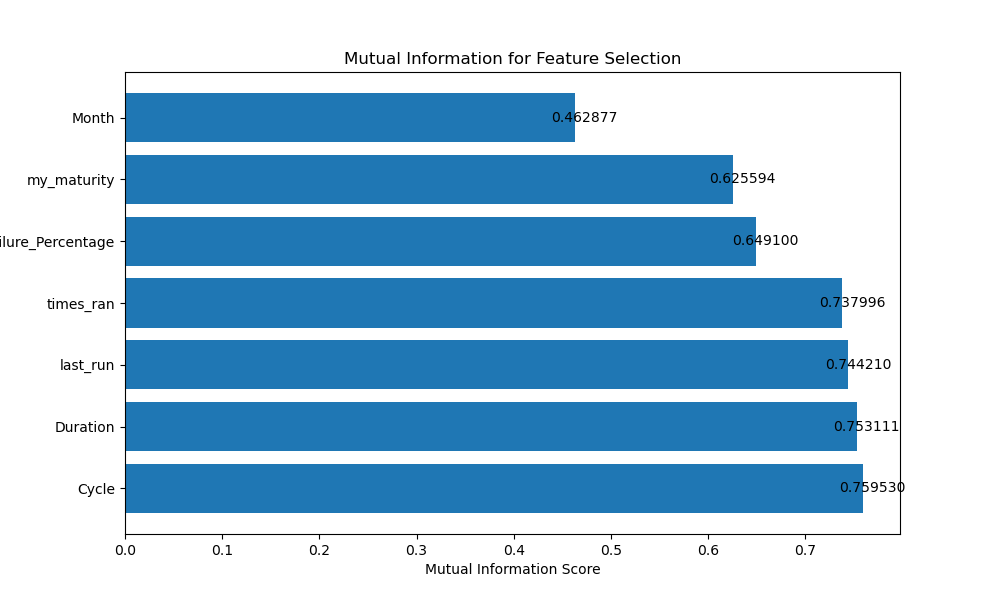 Mutual Information for Feature Selection
Month
0.462877
my_maturity
0.625594
ilure_Percentage
0.649100
times_ran
0.737996
last_run
0.744210
Duration
0.753111
Cycle
0.759530
0.0 0.1 0.2 0.3 0.4 0.5 0.6 0.7
Mutual Information Score